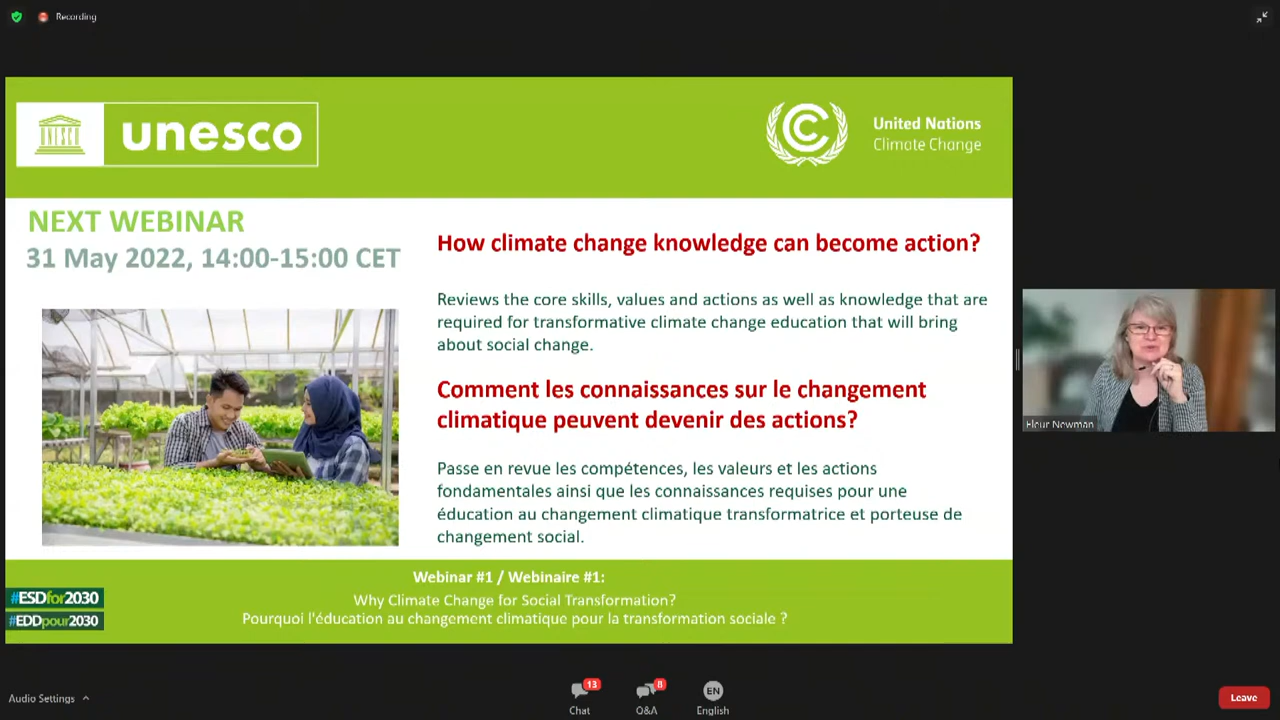 Recording
UNESCO
unesco
United Nations
Climate Change
NEXT WEBINAR
31 May 2022, 14:00-15:00 CET
How climate change knowledge can become action?
Reviews the core skills, values and actions as well as knowledge that are
required for transformative climate change education that will bring
about social change.
Comment les connaissances sur le changement
climatique peuvent devenir des actions?
Passe en revue les compétences, les valeurs et les actions
fondamentales ainsi que les connaissances requises pour une
éducation au changement climatique transformatrice et porteuse de
changement social.
Fleur Newman
Webinar #1 / Webinaire #1:
Why Climate Change for Social Transformation?
Pourquoi l'éducation au changement climatique pour la transformation sociale ?
#ESDfor2030
#EDDpour2030
Audio Settings
13
Chat
8
Q&A
EN
English
Leave